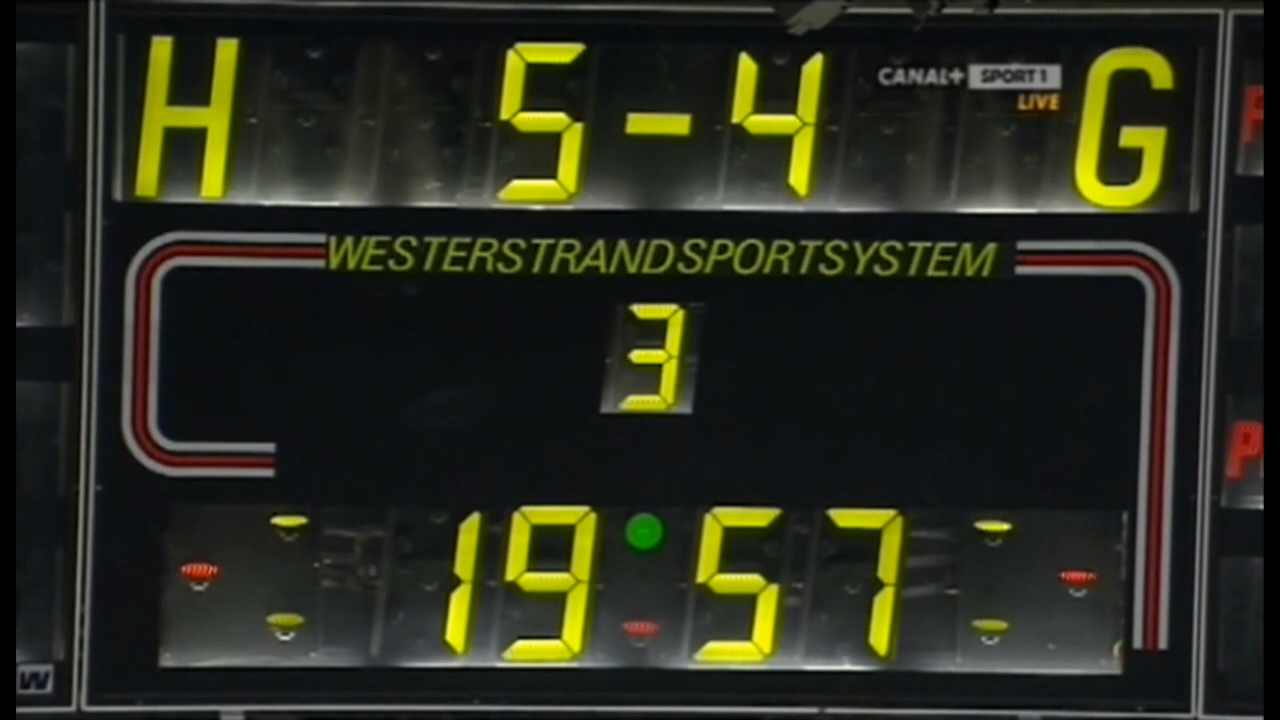 H 5-4 G
CANAL+ SPORT 1
LIVE
WESTERSTRANDSPORTSYSTEM
3
P
19:57
W